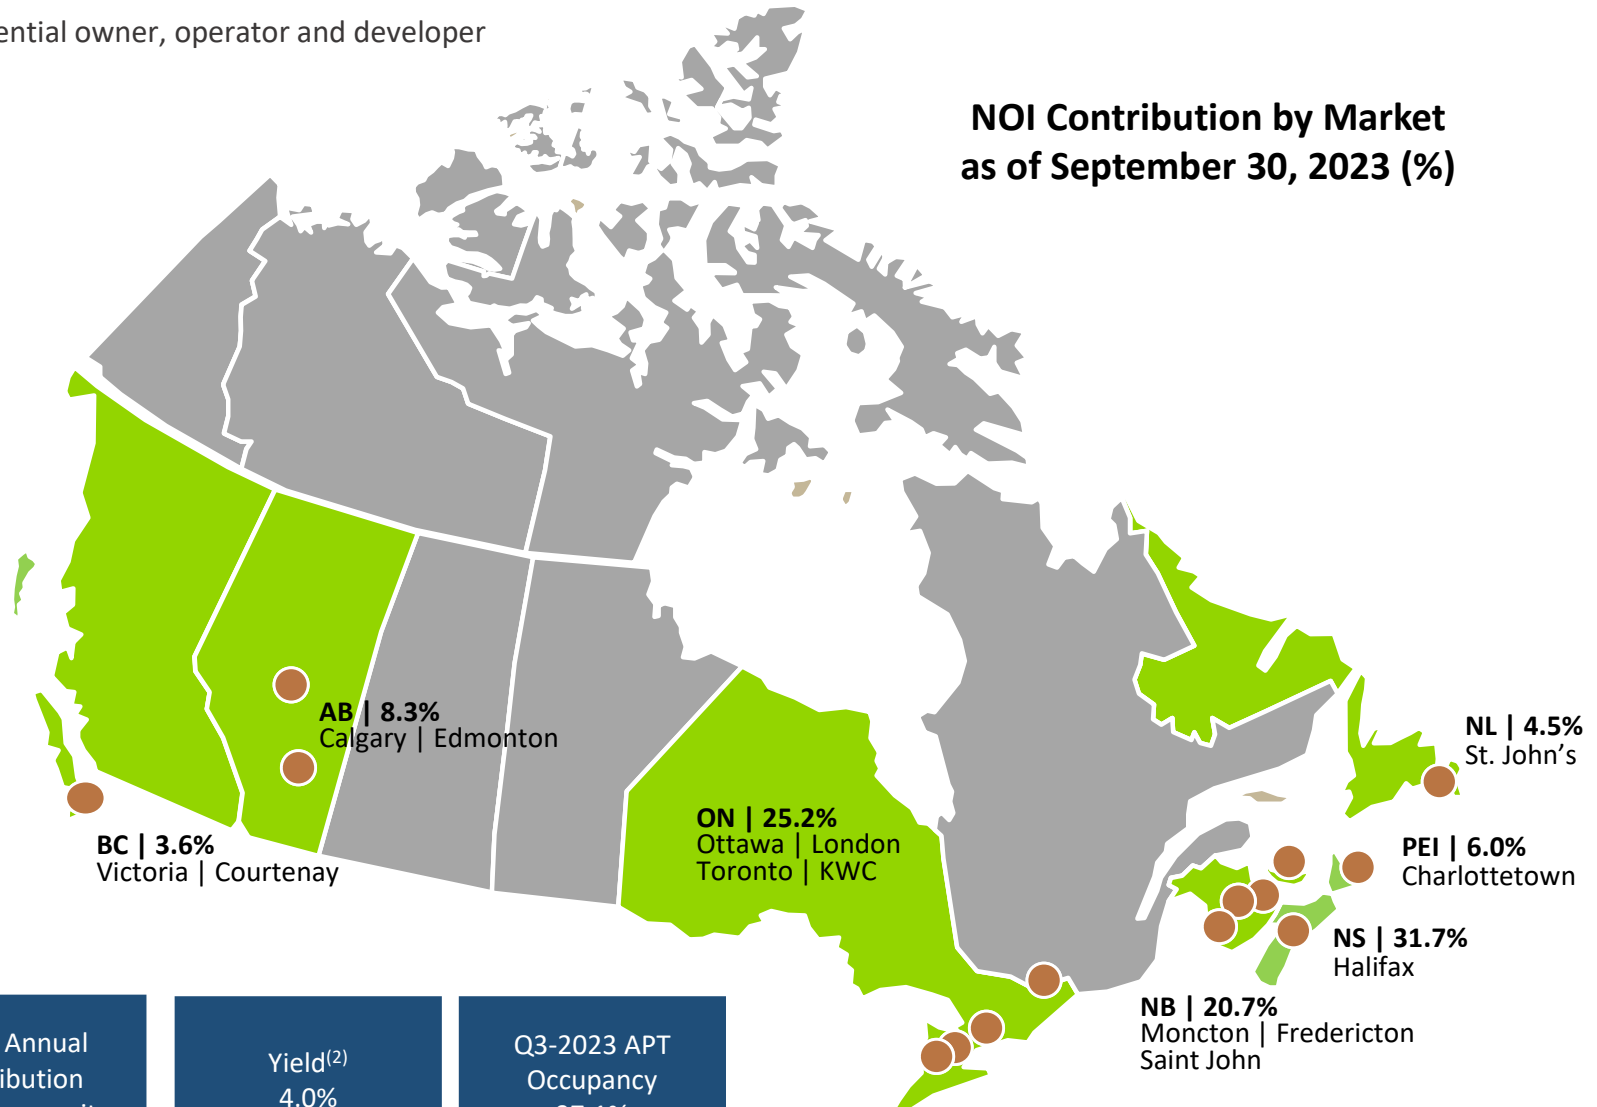 owner, operator and developer
NOI Contribution by Market
as of September 30, 2023 (%)
AB | 8.3%
Calgary | Edmonton
BC | 3.6%
Victoria | Courtenay
ON | 25.2%
Ottawa | London
Toronto | KWC
NL | 4.5%
St. John’s
PEI | 6.0%
Charlottetown
NS | 31.7%
Halifax
NB | 20.7%
Moncton | Fredericton
Saint John
Annual
Yield(2)
4.0%
Q3-2023 APT
Occupancy